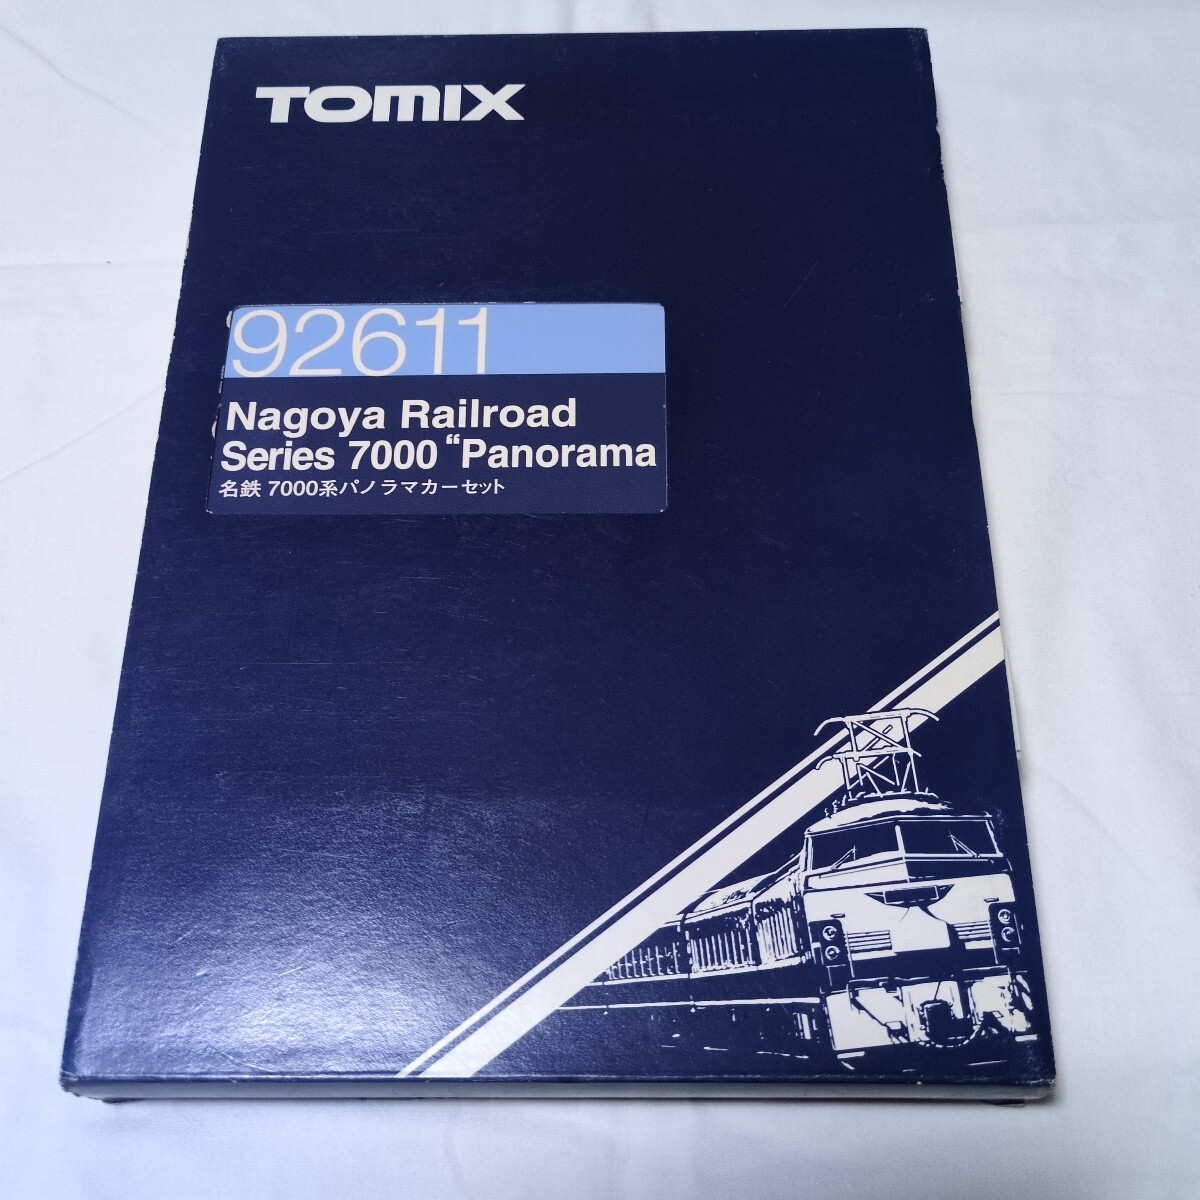 TOMIX
92611
Nagoya Railroad
Series 7000 “Panorama
名鉄 7000系パノラマカーセット